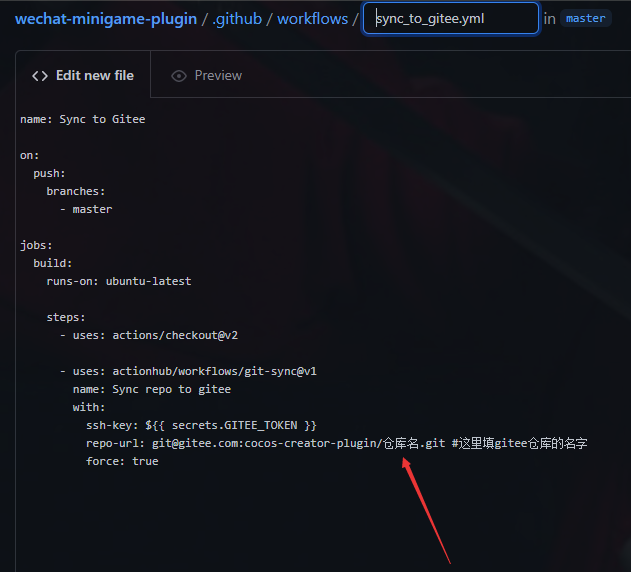 wechat-minigame-plugin / .github / workflows / sync_to_gitee.yml in master
<> Edit new file Preview
name: Sync to Gitee
on:
push:
branches:
- master
jobs:
build:
runs-on: ubuntu-latest
steps:
- uses: actions/checkout@v2
- uses: actionhub/workflows/git-sync@v1
name: Sync repo to gitee
with:
ssh-key: ${{ secrets.GITEE_TOKEN }}
repo-url: git@gitee.com:cocos-creator-plugin/仓库名.git #这里填gitee仓库的名字
force: true